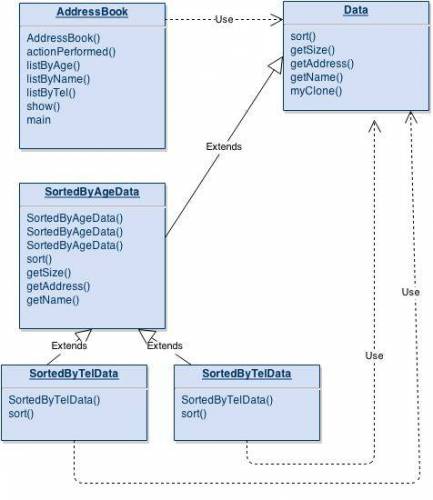 AddressBook
AddressBook()
actionPerformed()
listByAge()
listByName()
listByTel()
show()
main
Use
Data
sort()
getSize()
getAddress()
getName()
myClone()
Extends
SortedByAgeData
SortedByAgeData()
SortedByAgeData()
SortedByAgeData()
sort()
getSize()
getAddress()
getName()
Use
Extends
Extends
Use
SortedByTelData
SortedByTelData()
sort()
SortedByTelData
SortedByTelData()
sort()